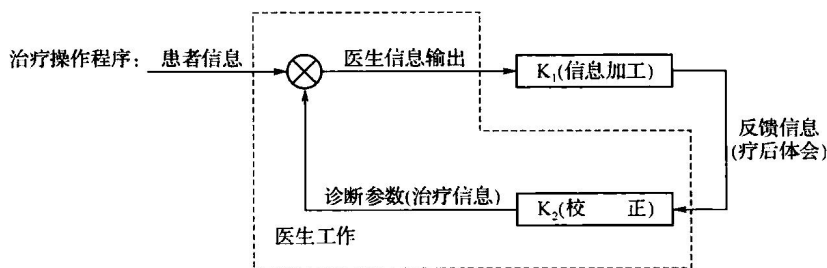 治疗操作程序: 患者信息
医生信息输出
K₁(信息加工)
反馈信息
(疗后体会)
诊断参数(治疗信息)
K₂(校 正)
医生工作